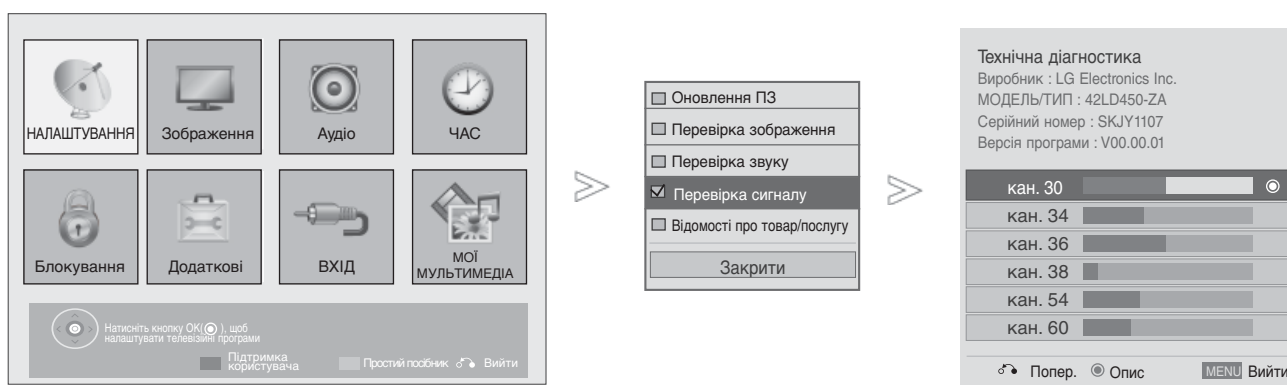 НАЛАШТУВАННЯ
Зображення
Аудіо
ЧАС
Блокування
Додаткові
ВХІД
МОЇ
МУЛЬТИМЕДІА
Натисніть кнопку OK( ), щоб
налаштувати телевізійні програми
Підтримка
користувача
Простий посібник
Вийти
Оновлення ПЗ
Перевірка зображення
Перевірка звуку
Перевірка сигналу
Відомості про товар/послугу
Закрити
Технічна діагностика
Виробник : LG Electronics Inc.
МОДЕЛЬ/ТИП : 42LD450-ZA
Серійний номер : SKJY1107
Версія програми : V00.00.01
кан. 30
кан. 34
кан. 36
кан. 38
кан. 54
кан. 60
Попер. Опис MENU Вийти